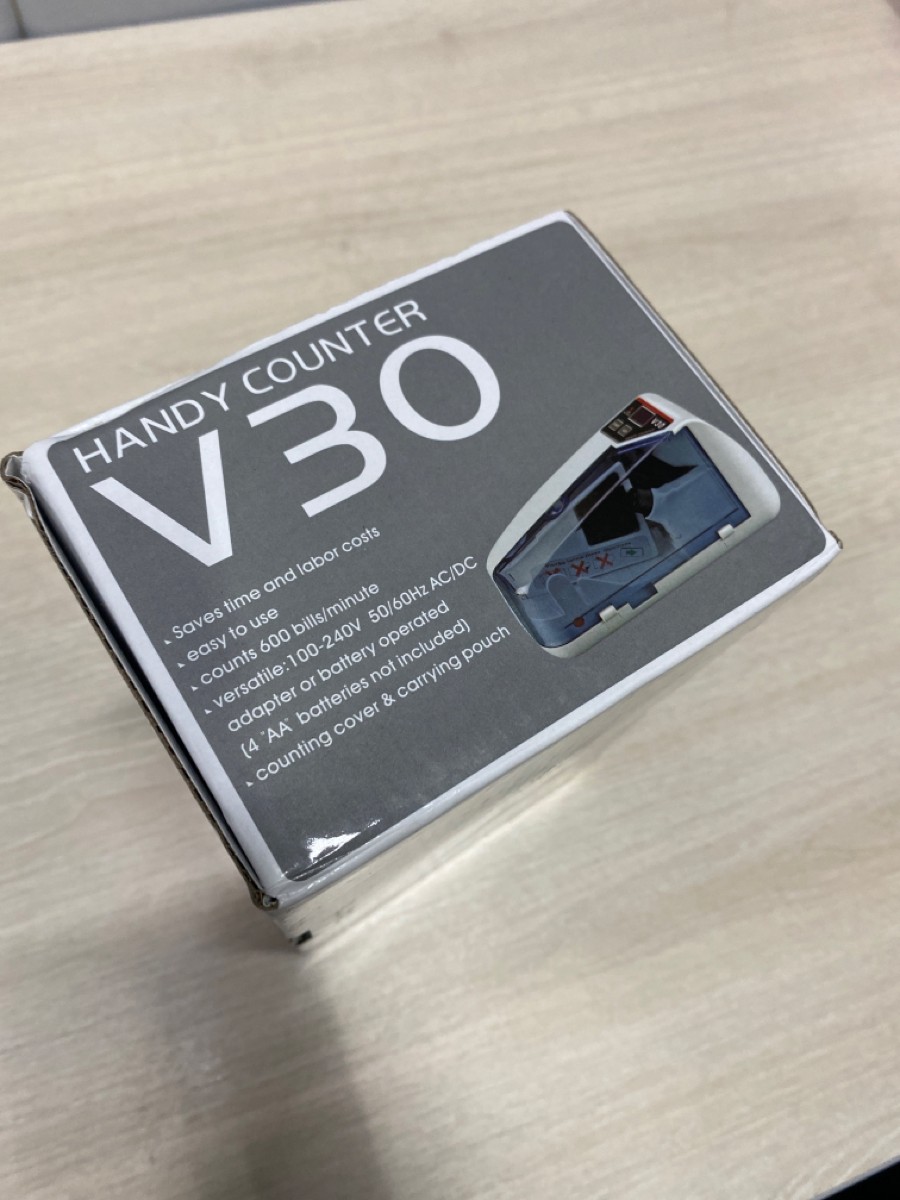 HANDY COUNTER
V30
Saves time and labor costs
easy to use
counts 600 bills/minute
versatile:100-240V 50/60Hz AC/DC
adapter or battery operated
(4 "AA" batteries not included)
counting cover & carrying pouch
V30